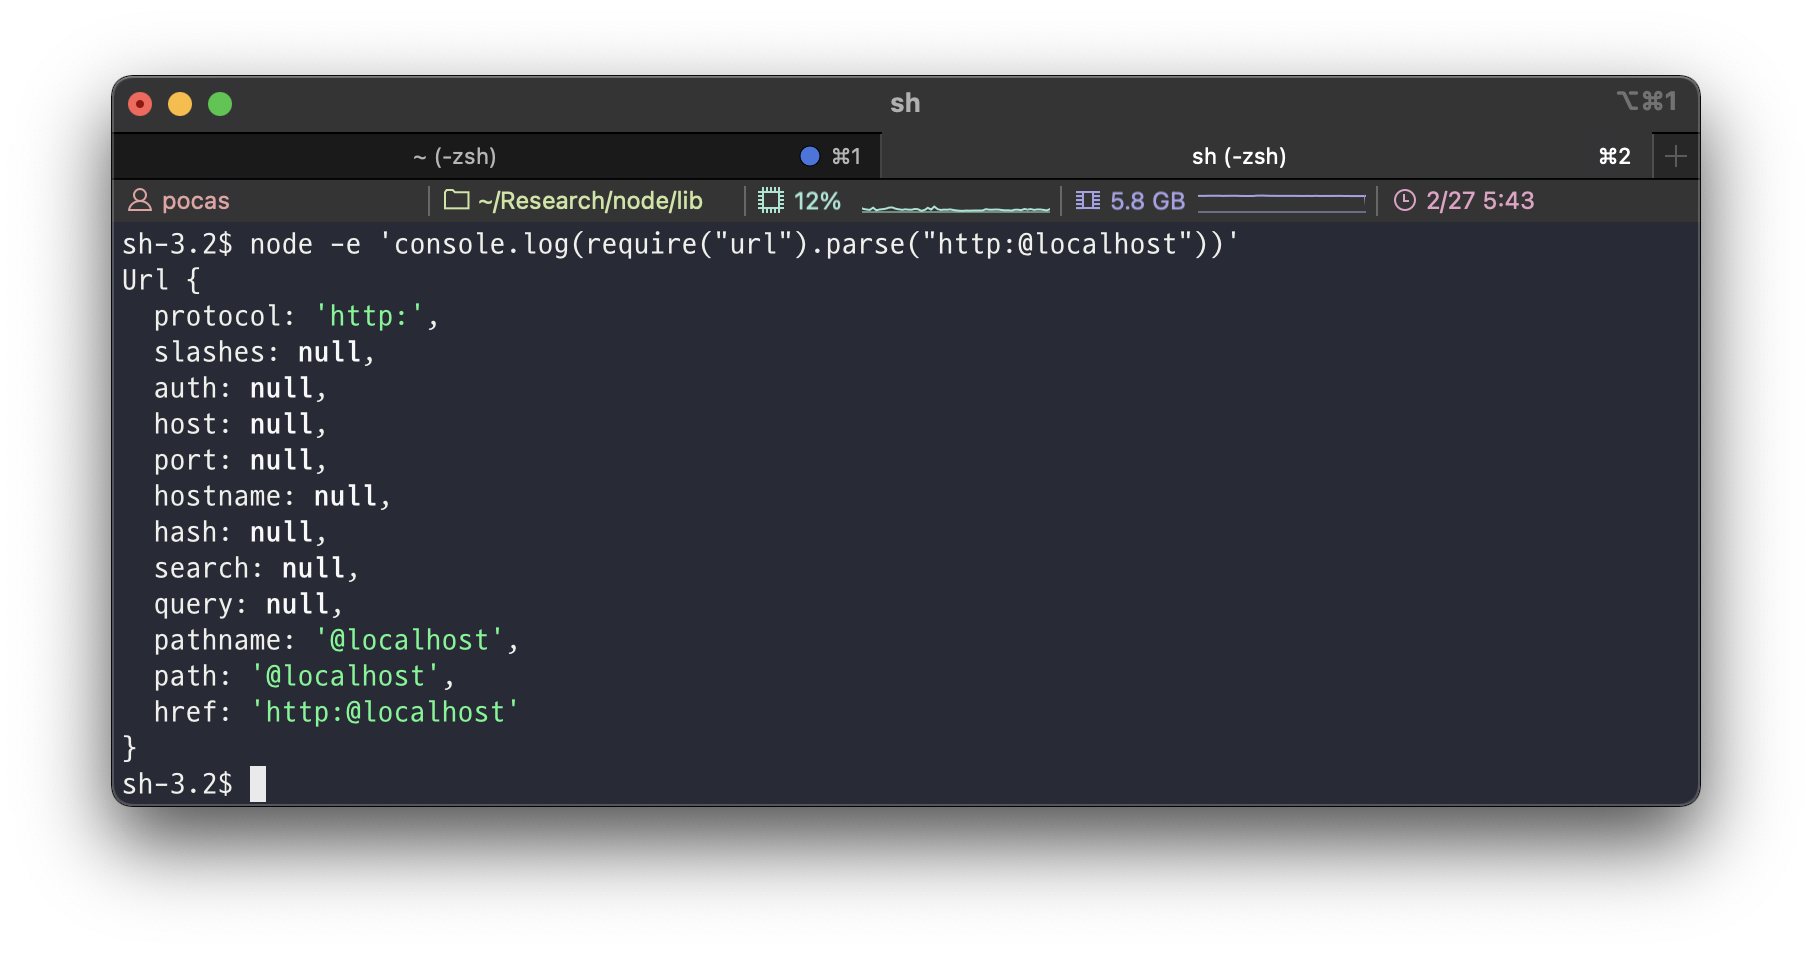 sh ⌥⌘1
~ (-zsh) ⌘1 sh (-zsh) ⌘2
pocas ~/Research/node/lib 12% 5.8 GB 2/27 5:43
sh-3.2$ node -e 'console.log(require("url").parse("http:@localhost"))'
Url {
  protocol: 'http:',
  slashes: null,
  auth: null,
  host: null,
  port: null,
  hostname: null,
  hash: null,
  search: null,
  query: null,
  pathname: '@localhost',
  path: '@localhost',
  href: 'http:@localhost'
}
sh-3.2$